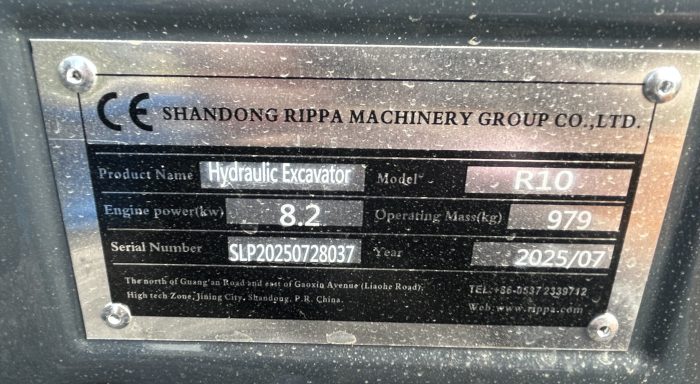 CE SHANDONG RIPPA MACHINERY GROUP CO.,LTD.
Product Name Hydraulic Excavator Model R10
Engine power(kw) 8.2 Operating Mass(kg) 979
Serial Number SLP20250728037 Year 2025/07
The north of Guang'an Road and east of Gaoxin Avenue (Liaohe Road),
High tech Zone, Jining City, Shandong, P.R. China.
TEL:+86-05372339712
Web:www.rippa.com